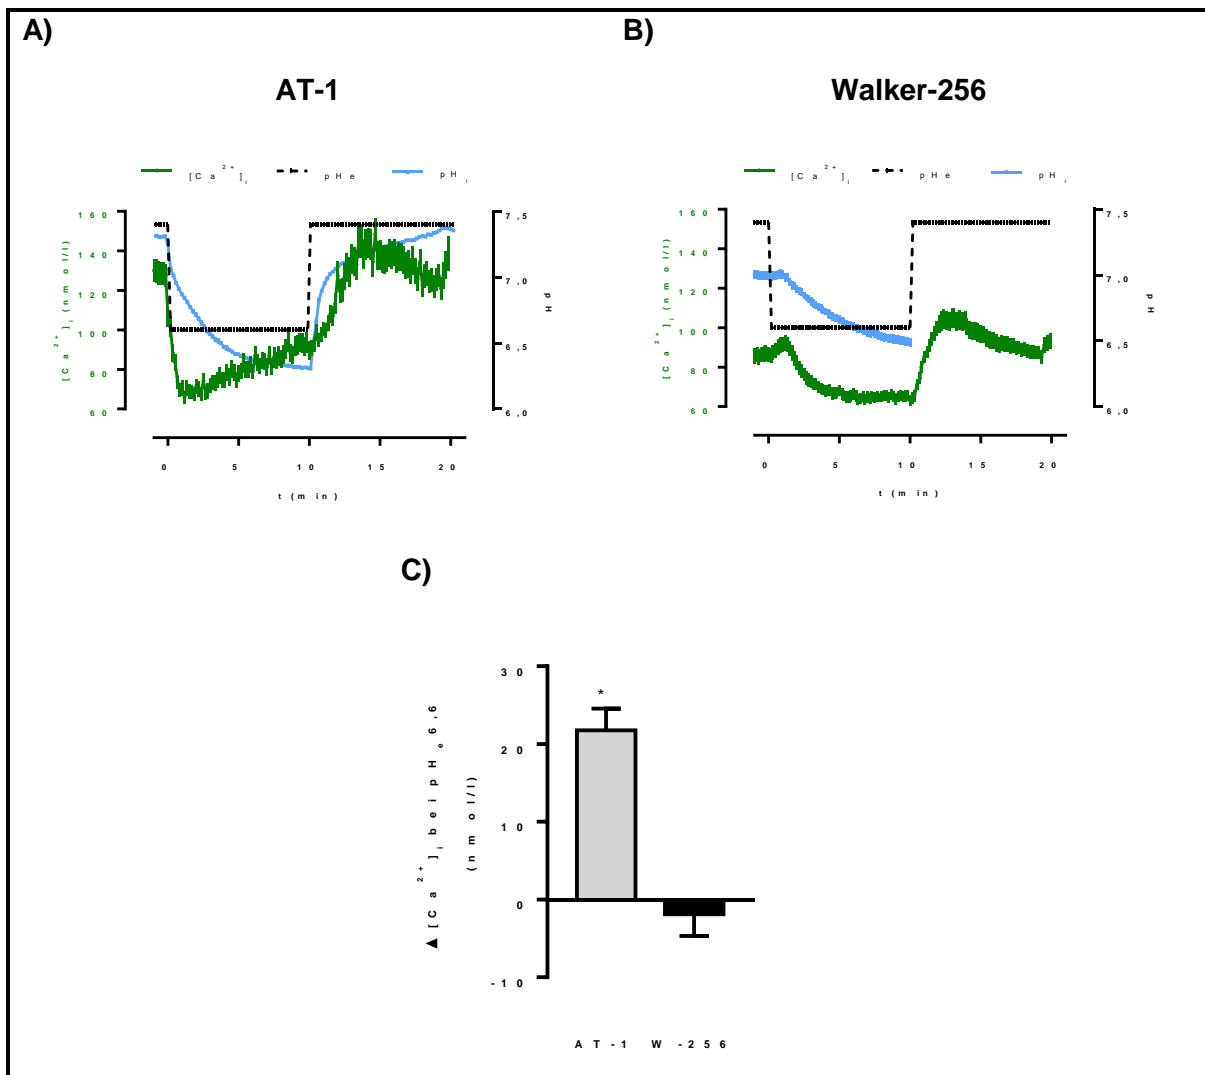 A)
AT-1
[Ca²⁺]ᵢ pHe pHᵢ
160
140
120
100
80
60
[Ca²⁺]ᵢ (nmol/l)
7,5
7,0
6,5
6,0
pH
0 5 10 15 20
t (min)
B)
Walker-256
[Ca²⁺]ᵢ pHe pHᵢ
160
140
120
100
80
60
[Ca²⁺]ᵢ (nmol/l)
7,5
7,0
6,5
6,0
pH
0 5 10 15 20
t (min)
C)
30
20
10
0
-10
▲[Ca²⁺]ᵢ bei pHₑ 6,6
(nmol/l)
*
AT-1 W-256